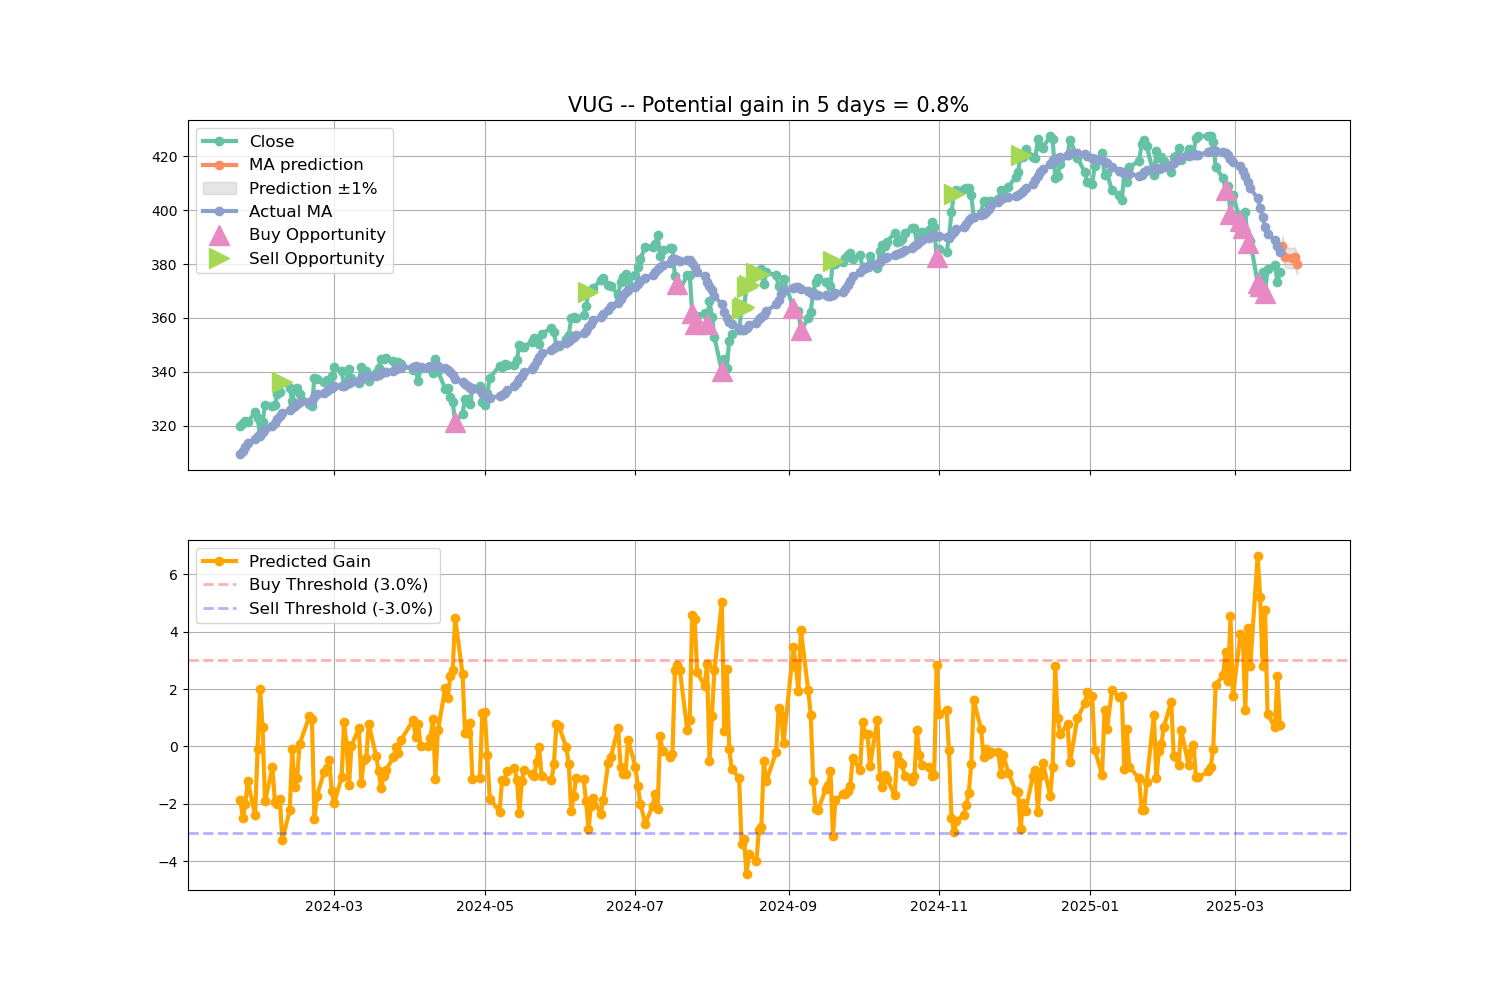 VUG -- Potential gain in 5 days = 0.8%
Close
MA prediction
Prediction ±1%
Actual MA
Buy Opportunity
Sell Opportunity
420
400
380
360
340
320
Predicted Gain
Buy Threshold (3.0%)
Sell Threshold (-3.0%)
6
4
2
0
−2
−4
2024-03 2024-05 2024-07 2024-09 2024-11 2025-01 2025-03